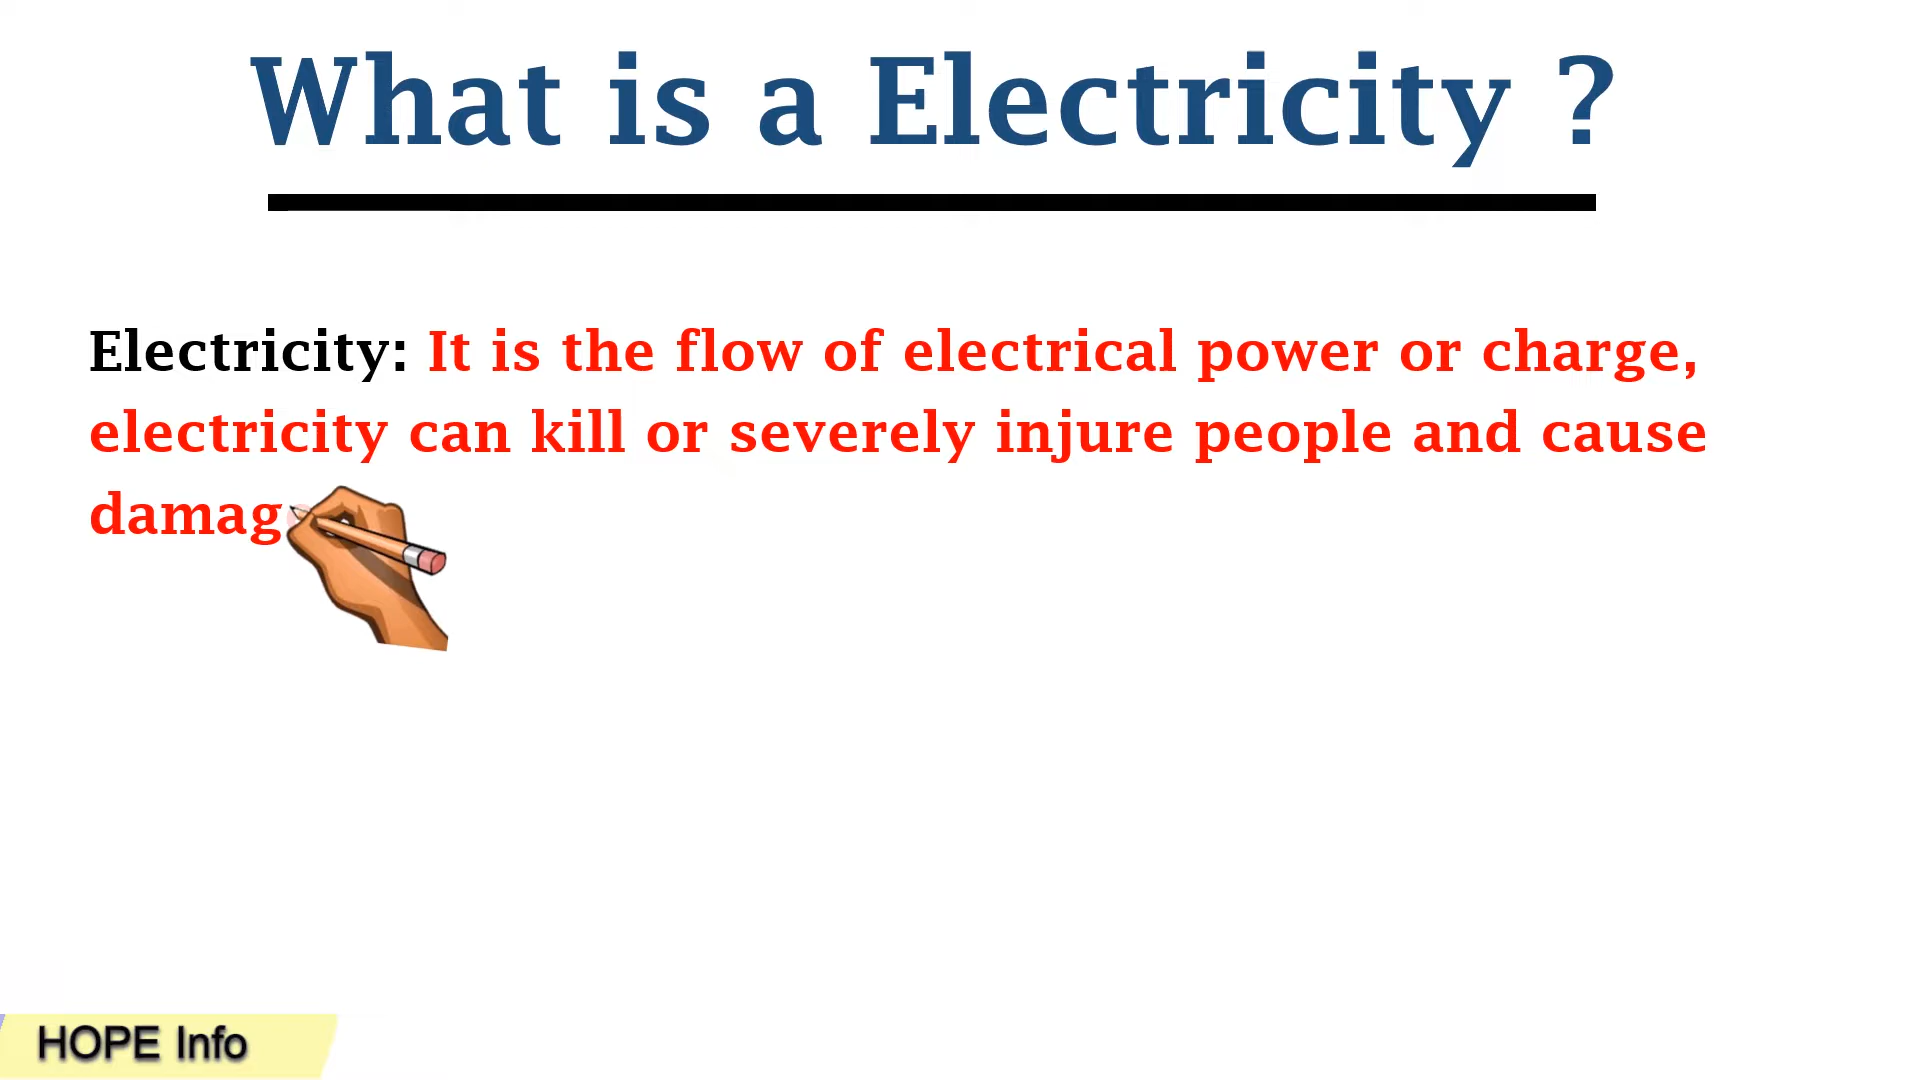 What is a Electricity ?
Electricity: It is the flow of electrical power or charge,
electricity can kill or severely injure people and cause
damag
HOPE Info